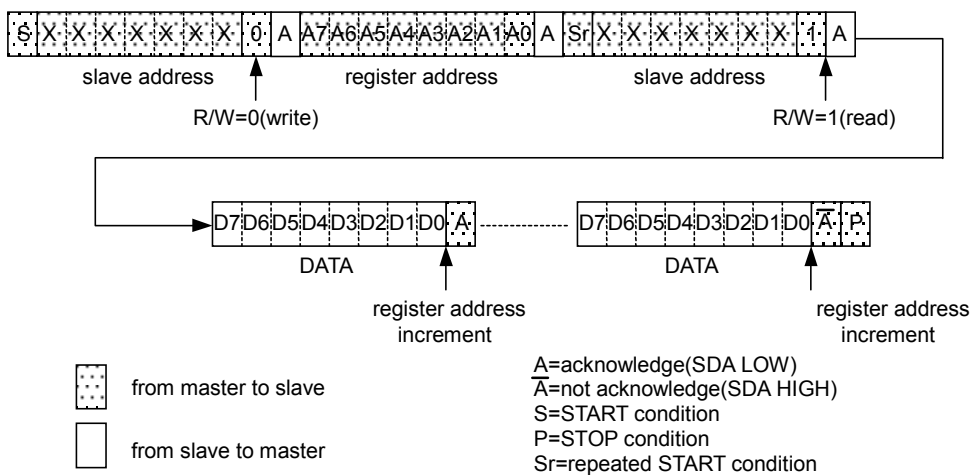 S X X X X X X X 0 A A7 A6 A5 A4 A3 A2 A1 A0 A Sr X X X X X X X 1 A
slave address register address slave address
R/W=0(write) R/W=1(read)
D7 D6 D5 D4 D3 D2 D1 D0 A D7 D6 D5 D4 D3 D2 D1 D0 A̅ P
DATA DATA
register address register address
increment increment
from master to slave
from slave to master
A=acknowledge(SDA LOW)
A̅=not acknowledge(SDA HIGH)
S=START condition
P=STOP condition
Sr=repeated START condition